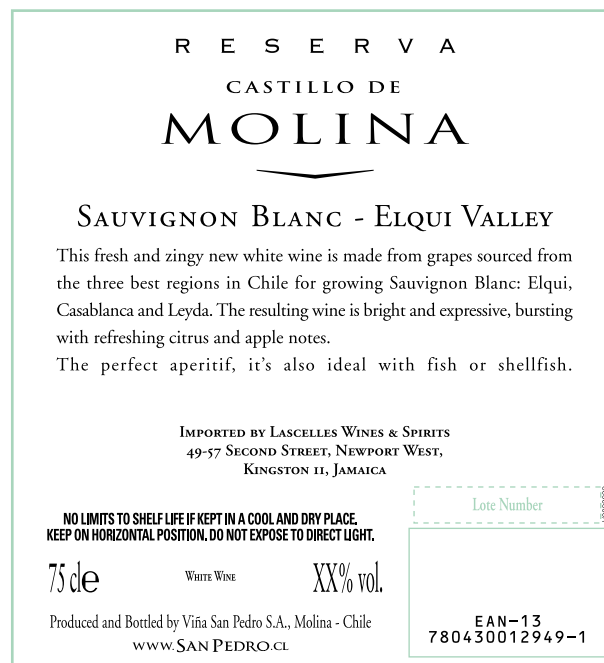 RESERVA
CASTILLO DE
MOLINA
SAUVIGNON BLANC - ELQUI VALLEY
This fresh and zingy new white wine is made from grapes sourced from
the three best regions in Chile for growing Sauvignon Blanc: Elqui,
Casablanca and Leyda. The resulting wine is bright and expressive, bursting
with refreshing citrus and apple notes.
The perfect aperitif, it's also ideal with fish or shellfish.
IMPORTED BY LASCELLES WINES & SPIRITS
49-57 SECOND STREET, NEWPORT WEST,
KINGSTON 11, JAMAICA
Lote Number
NO LIMITS TO SHELF LIFE IF KEPT IN A COOL AND DRY PLACE.
KEEP ON HORIZONTAL POSITION. DO NOT EXPOSE TO DIRECT LIGHT.
75 cl e
WHITE WINE
XX% vol.
Produced and Bottled by Viña San Pedro S.A., Molina - Chile
WWW.SANPEDRO.CL
EAN-13
780430012949-1